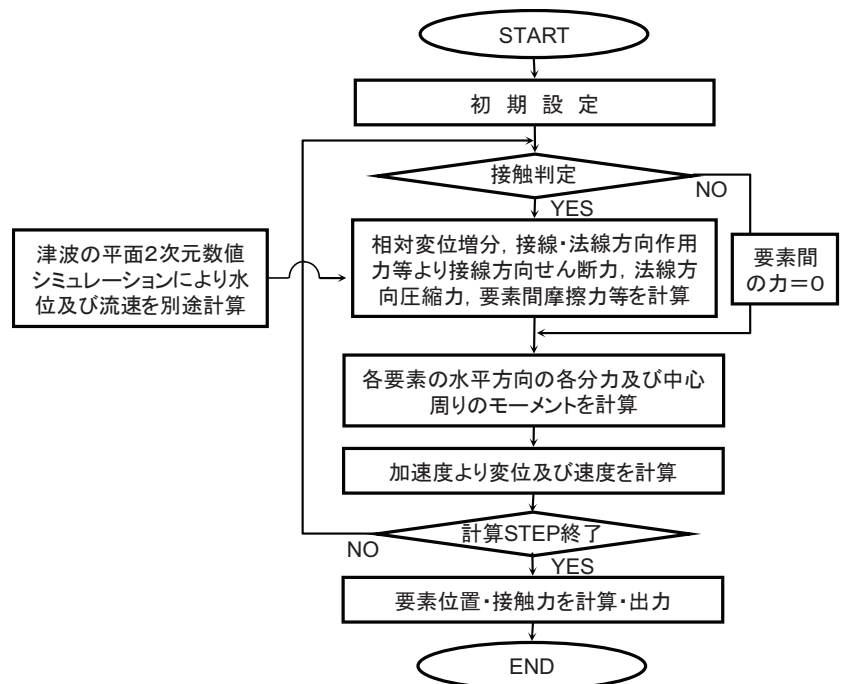 START
初 期 設 定
接触判定
NO
YES
津波の平面2次元数値
シミュレーションにより水
位及び流速を別途計算
相対変位増分，接線・法線方向作用
力等より接線方向せん断力，法線方
向圧縮力，要素間摩擦力等を計算
要素間
の力＝0
各要素の水平方向の各分力及び中心
周りのモーメントを計算
加速度より変位及び速度を計算
計算STEP終了
NO
YES
要素位置・接触力を計算・出力
END